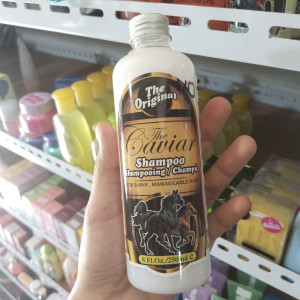 The
Original
The
Caviar
Shampoo
Shampooing / Champú
FOR SHINY, MANAGEABLE HAIR
8 Fl.Oz./250 ml e